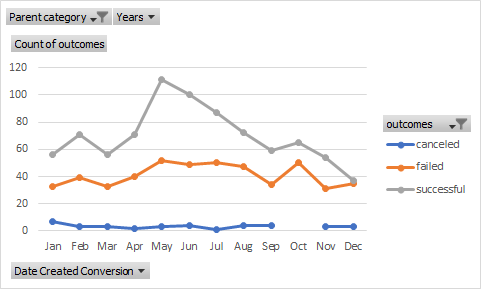 Parent category Years
Count of outcomes
120
100
80
60
40
20
0
Jan Feb Mar Apr May Jun Jul Aug Sep Oct Nov Dec
outcomes
canceled
failed
successful
Date Created Conversion